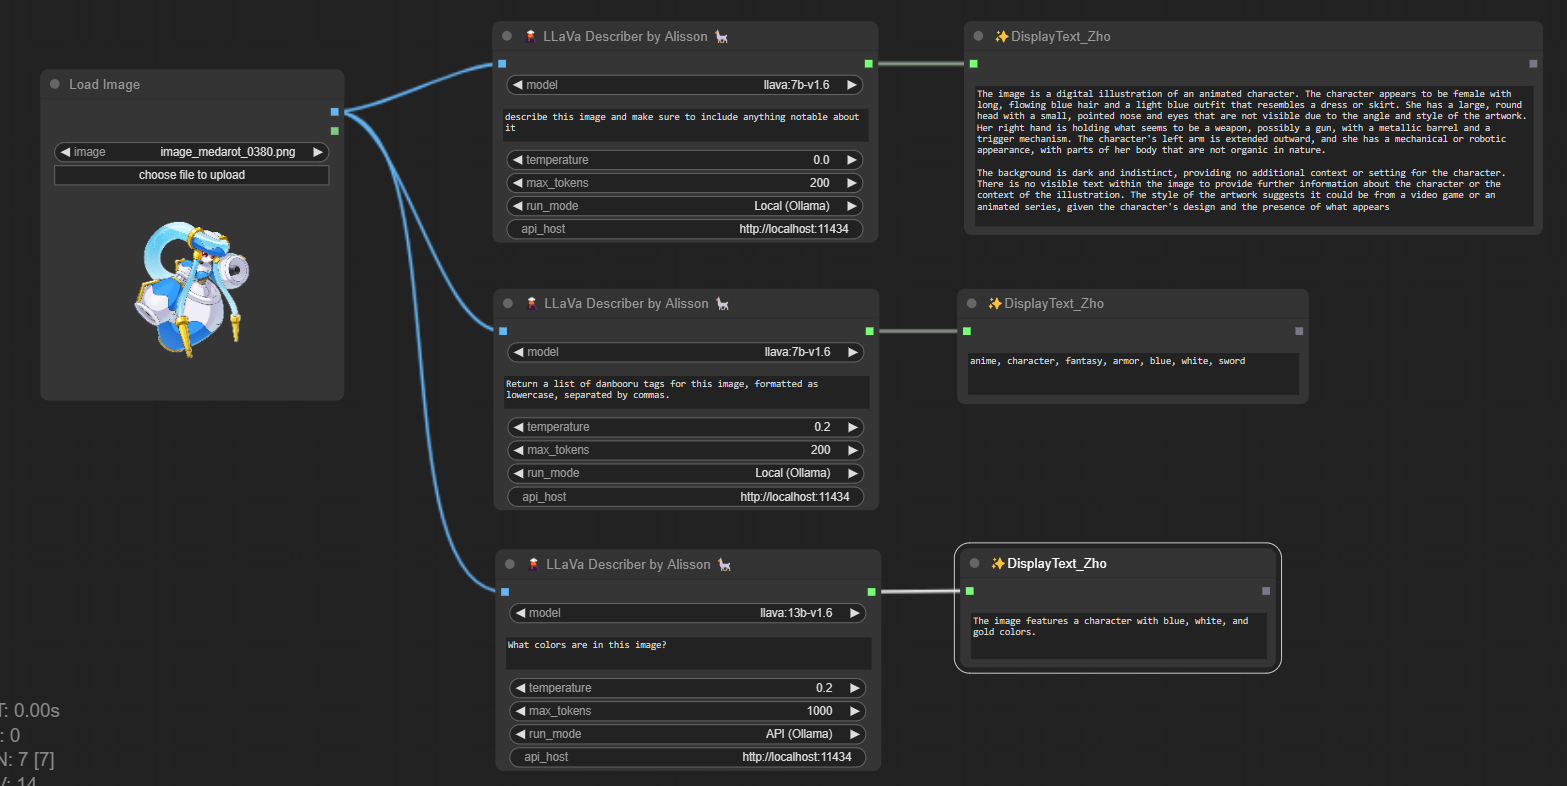 Load Image
image
image_medarot_0380.png
choose file to upload
LLaVa Describer by Alisson
model
llava:7b-v1.6
describe this image and make sure to include anything notable about
it
temperature
0.0
max_tokens
200
run_mode
Local (Ollama)
api_host
http://localhost:11434
DisplayText_Zho
The image is a digital illustration of an animated character. The character appears to be female with
long, flowing blue hair and a light blue outfit that resembles a dress or skirt. She has a large, round
head with a small, pointed nose and eyes that are not visible due to the angle and style of the artwork.
Her right hand is holding what seems to be a weapon, possibly a gun, with a metallic barrel and a
trigger mechanism. The character's left arm is extended outward, and she has a mechanical or robotic
appearance, with parts of her body that are not organic in nature.
The background is dark and indistinct, providing no additional context or setting for the character.
There is no visible text within the image to provide further information about the character or the
context of the illustration. The style of the artwork suggests it could be from a video game or an
animated series, given the character's design and the presence of what appears
LLaVa Describer by Alisson
model
llava:7b-v1.6
Return a list of danbooru tags for this image, formatted as
lowercase, separated by commas.
temperature
0.2
max_tokens
200
run_mode
Local (Ollama)
api_host
http://localhost:11434
DisplayText_Zho
anime, character, fantasy, armor, blue, white, sword
LLaVa Describer by Alisson
model
llava:13b-v1.6
What colors are in this image?
temperature
0.2
max_tokens
1000
run_mode
API (Ollama)
api_host
http://localhost:11434
DisplayText_Zho
The image features a character with blue, white, and
gold colors.
T: 0.00s
: 0
N: 7 [7]
V: 14